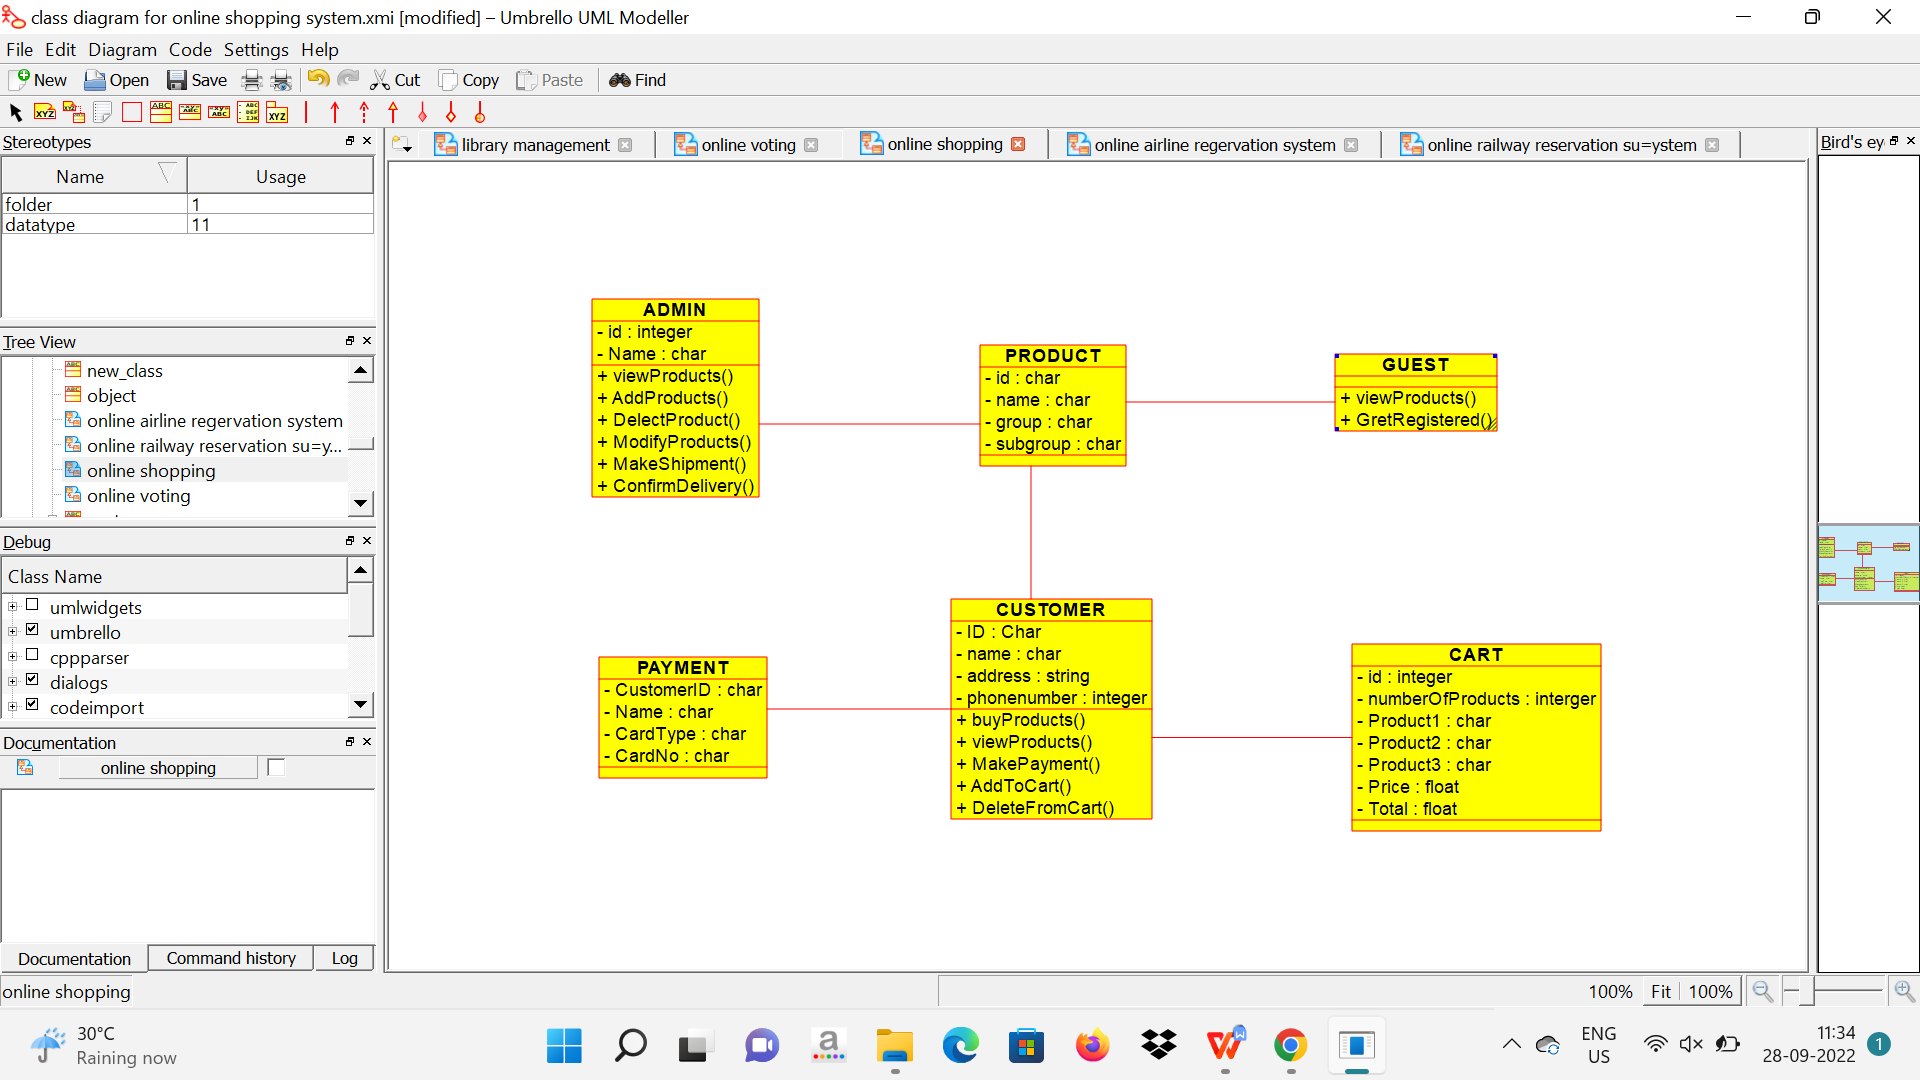 class diagram for online shopping system.xmi [modified] – Umbrello UML Modeller
File Edit Diagram Code Settings Help
New Open Save Cut Copy Paste Find
Stereotypes
Name Usage
folder 1
datatype 11
Tree View
new_class
object
online airline regervation system
online railway reservation su=y...
online shopping
online voting
Debug
Class Name
umlwidgets
umbrello
cppparser
dialogs
codeimport
Documentation
online shopping
Documentation Command history Log
online shopping
library management online voting online shopping online airline regervation system online railway reservation su=ystem
Bird's ey
ADMIN
- id : integer
- Name : char
+ viewProducts()
+ AddProducts()
+ DelectProduct()
+ ModifyProducts()
+ MakeShipment()
+ ConfirmDelivery()
PRODUCT
- id : char
- name : char
- group : char
- subgroup : char
GUEST
+ viewProducts()
+ GretRegistered()
PAYMENT
- CustomerID : char
- Name : char
- CardType : char
- CardNo : char
CUSTOMER
- ID : Char
- name : char
- address : string
- phonenumber : integer
+ buyProducts()
+ viewProducts()
+ MakePayment()
+ AddToCart()
+ DeleteFromCart()
CART
- id : integer
- numberOfProducts : interger
- Product1 : char
- Product2 : char
- Product3 : char
- Price : float
- Total : float
100% Fit 100%
30°C
Raining now
ENG
US
11:34
28-09-2022
1